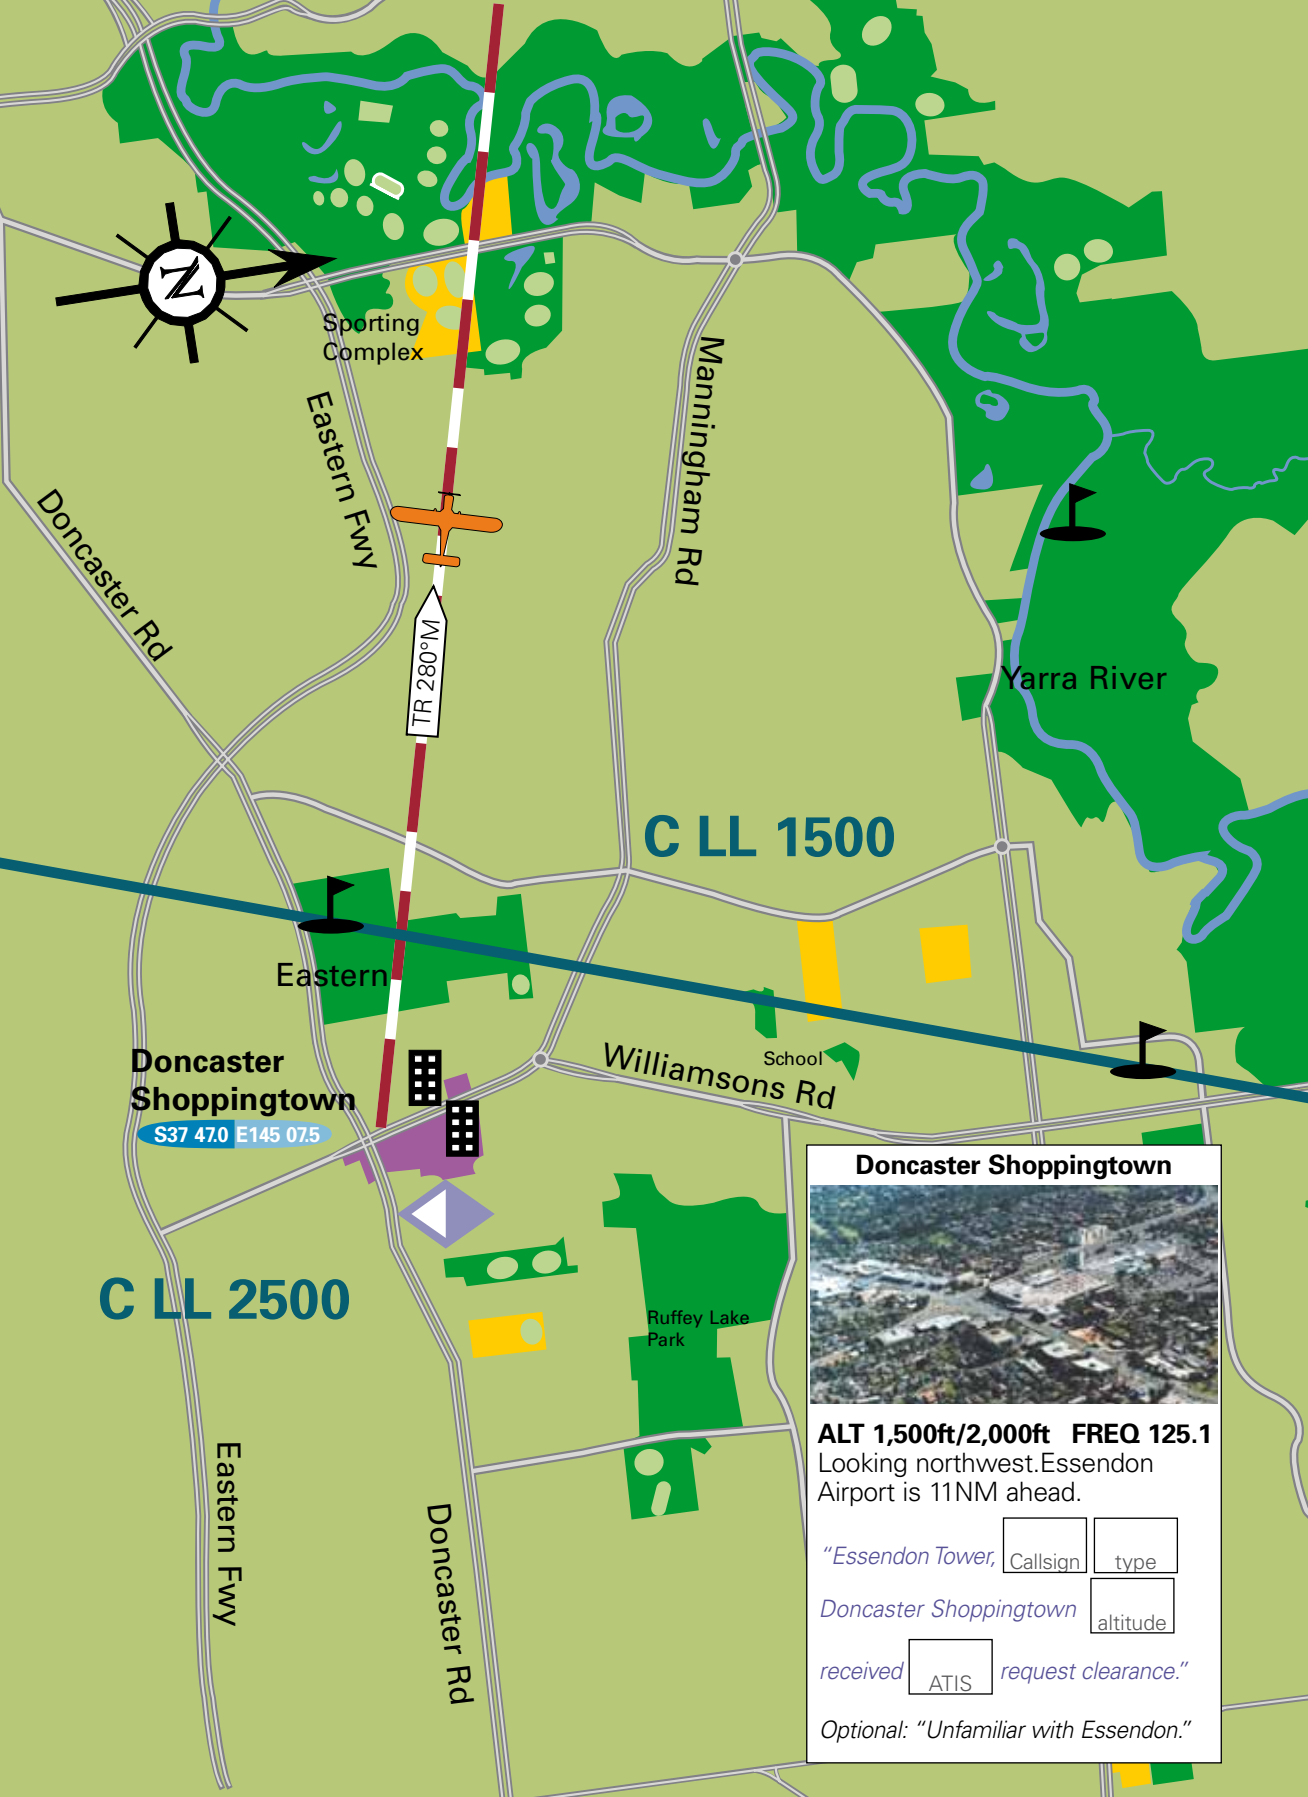 N
Sporting
Complex
Eastern Fwy
Manningham Rd
Doncaster Rd
TR 280°M
Yarra River
C LL 1500
Eastern
Doncaster
Shoppingtown
S37 47.0 E145 07.5
Williamsons Rd
School
C LL 2500
Ruffey Lake
Park
Eastern Fwy
Doncaster Rd
Doncaster Shoppingtown
ALT 1,500ft/2,000ft FREQ 125.1
Looking northwest.Essendon
Airport is 11NM ahead.
“Essendon Tower, Callsign type
Doncaster Shoppingtown altitude
received ATIS request clearance.”
Optional: “Unfamiliar with Essendon.”